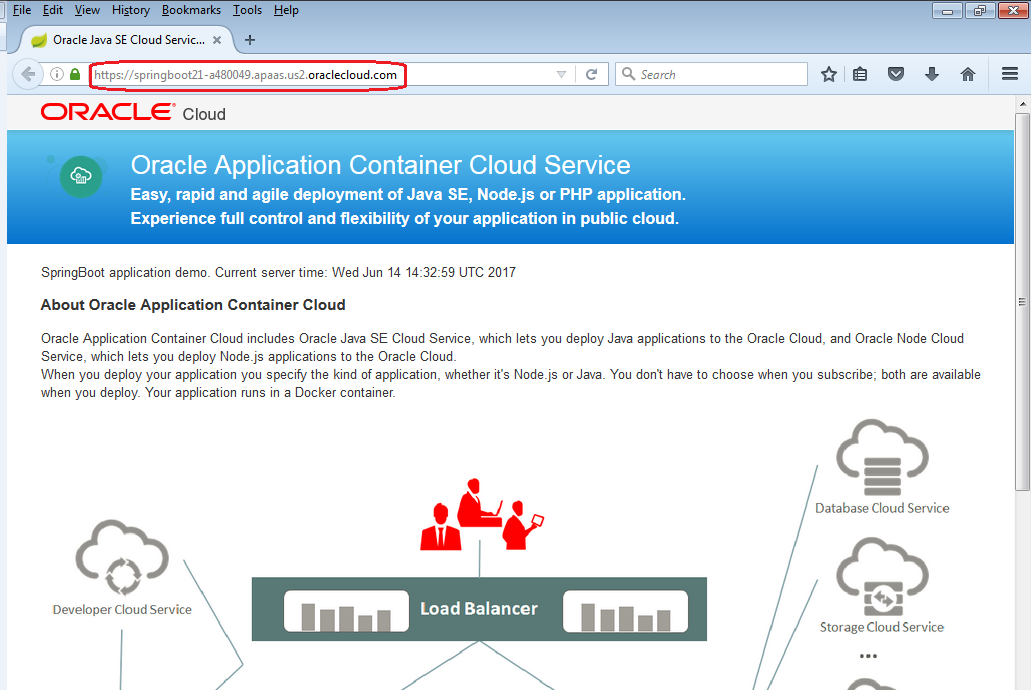 File Edit View History Bookmarks Tools Help
Oracle Java SE Cloud Servic...
https://springboot21-a480049.apaas.us2.oraclecloud.com
Search
ORACLE® Cloud
Oracle Application Container Cloud Service
Easy, rapid and agile deployment of Java SE, Node.js or PHP application.
Experience full control and flexibility of your application in public cloud.
SpringBoot application demo. Current server time: Wed Jun 14 14:32:59 UTC 2017
About Oracle Application Container Cloud
Oracle Application Container Cloud includes Oracle Java SE Cloud Service, which lets you deploy Java applications to the Oracle Cloud, and Oracle Node Cloud
Service, which lets you deploy Node.js applications to the Oracle Cloud.
When you deploy your application you specify the kind of application, whether it's Node.js or Java. You don't have to choose when you subscribe; both are available
when you deploy. Your application runs in a Docker container.
Database Cloud Service
Developer Cloud Service
Load Balancer
Storage Cloud Service
...